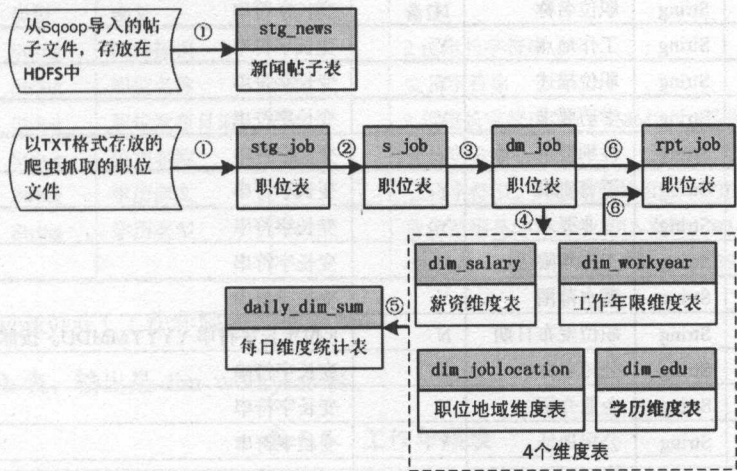 从Sqoop导入的帖
子文件，存放在
HDFS中
①
stg_news
新闻帖子表
以TXT格式存放的
爬虫抓取的职位
文件
①
stg_job
职位表
②
s_job
职位表
③
dm_job
职位表
⑥
⑥
rpt_job
职位表
④
dim_salary
薪资维度表
dim_workyear
工作年限维度表
⑤
daily_dim_sum
每日维度统计表
dim_joblocation
职位地域维度表
dim_edu
学历维度表
4个维度表